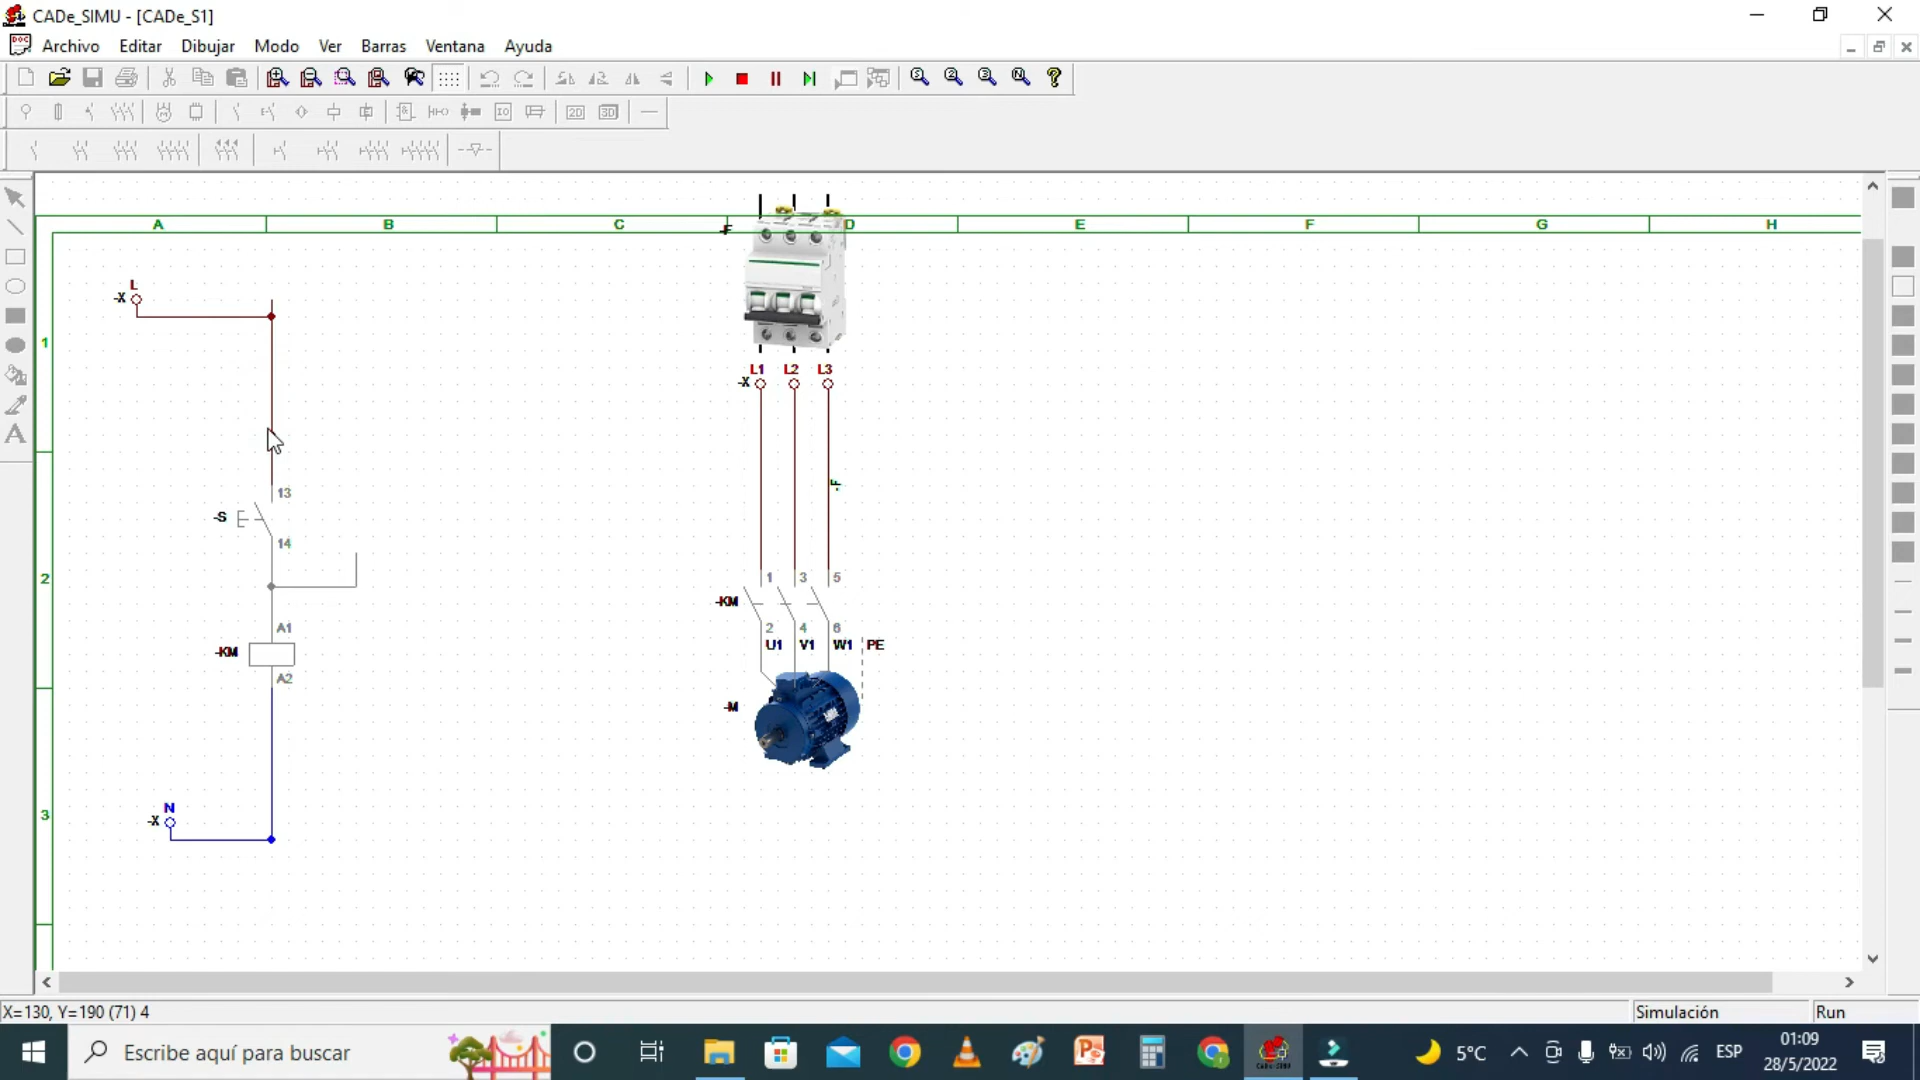 CADe_SIMU - [CADe_S1]
Archivo Editar Dibujar Modo Ver Barras Ventana Ayuda
A B C D E F G H
-F
L
-X
1
L1 L2 L3
-X
13
-F
-S
14
2
1 3 5
-KM
A1
2 4 6
-KM
U1 V1 W1 PE
A2
-M
N
-X
3
X=130, Y=190 (71) 4
Simulación Run
Escribe aquí para buscar
5°C
ESP
01:09
28/5/2022